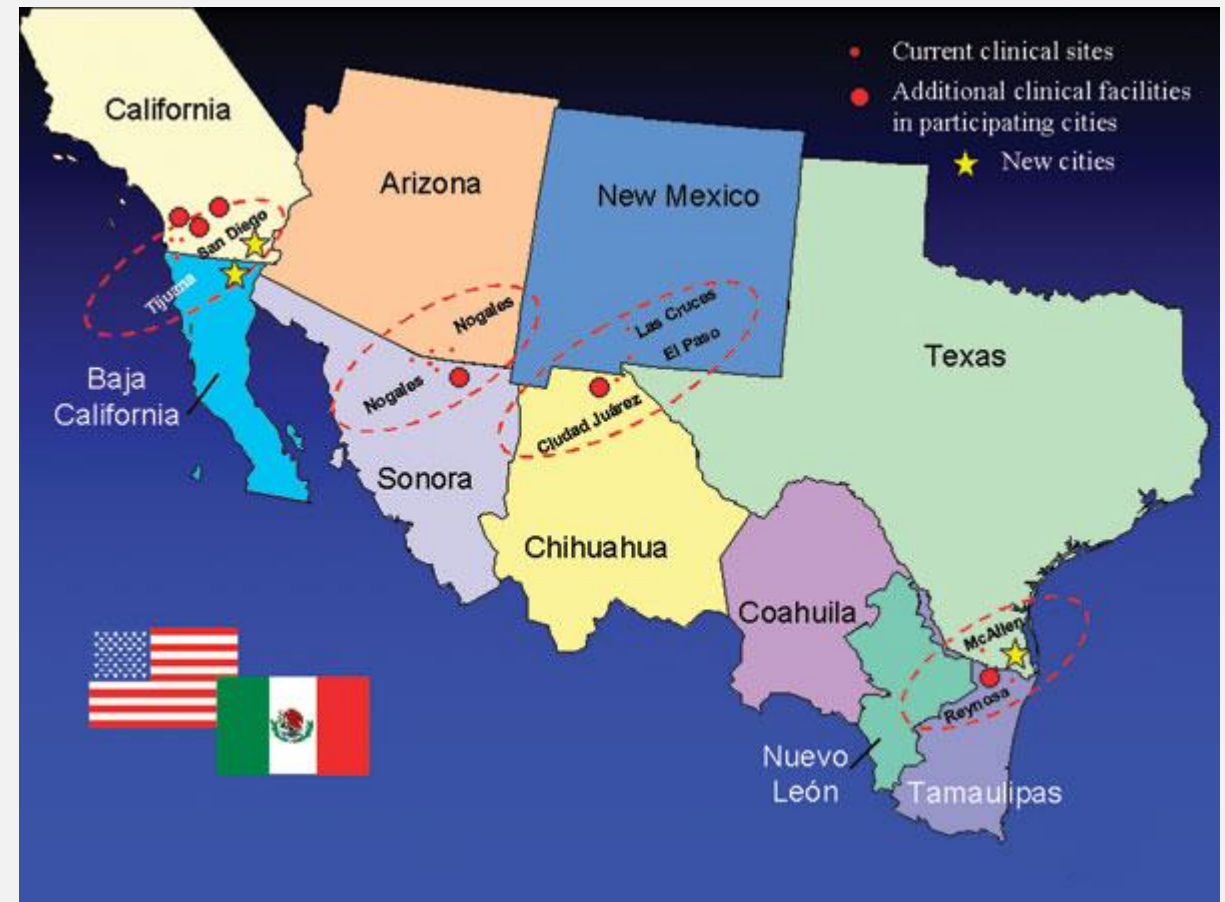 Current clinical sites
Additional clinical facilities
in participating cities
New cities
California
Arizona
New Mexico
San Diego
Tijuana
Nogales
Las Cruces
El Paso
Texas
Baja
California
Nogales
Ciudad Juárez
Sonora
Chihuahua
Coahuila
McAllen
Reynosa
Nuevo
León
Tamaulipas